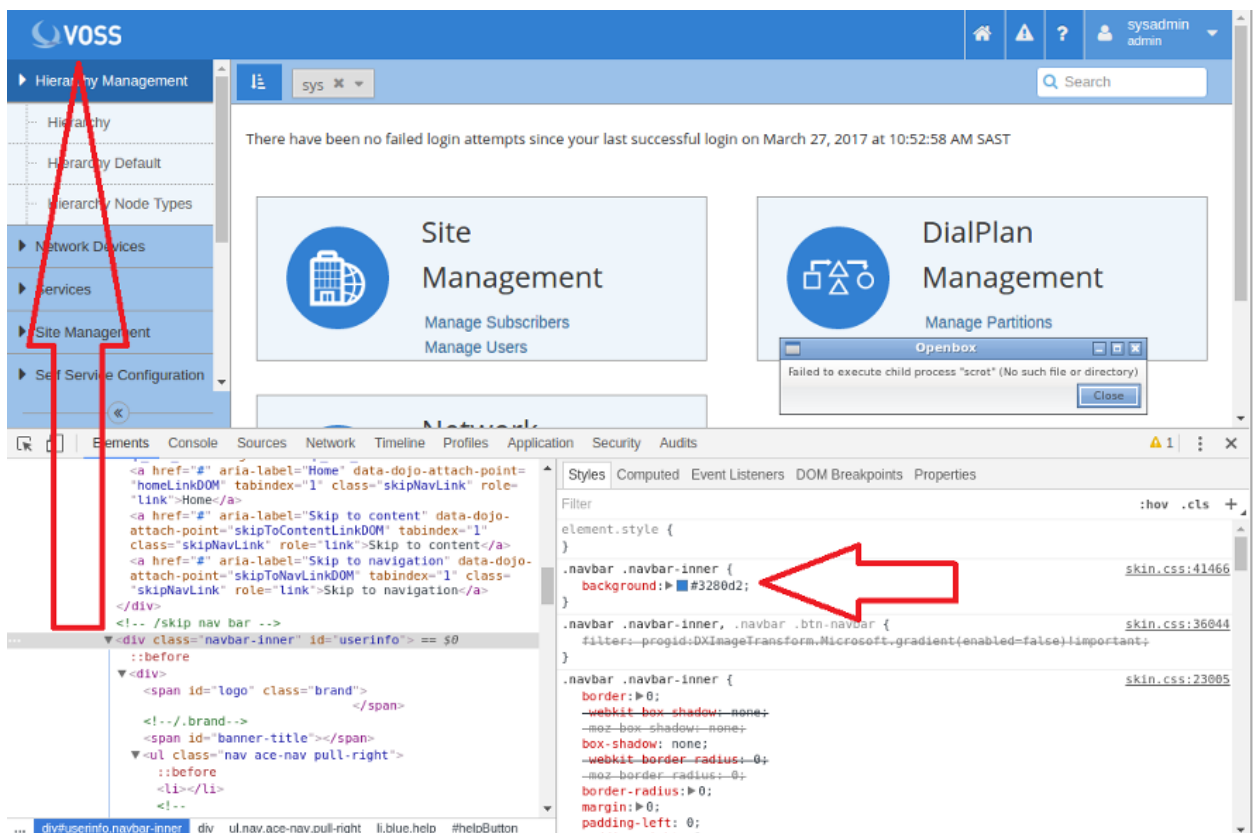 VOSS
sysadmin
admin
?
Hierarchy Management
sys
Search
Hierarchy
Hierarchy Default
Hierarchy Node Types
Network Devices
Services
Site Management
Self Service Configuration
There have been no failed login attempts since your last successful login on March 27, 2017 at 10:52:58 AM SAST
Site
Management
Manage Subscribers
Manage Users
DialPlan
Management
Manage Partitions
Openbox
Failed to execute child process "scrot" (No such file or directory)
Close
Network
Elements Console Sources Network Timeline Profiles Application Security Audits
1
<a href="#" aria-label="Home" data-dojo-attach-point=
"homeLinkDOM" tabindex="1" class="skipNavLink" role=
"link">Home</a>
<a href="#" aria-label="Skip to content" data-dojo-
attach-point="skipToContentLinkDOM" tabindex="1"
class="skipNavLink" role="link">Skip to content</a>
<a href="#" aria-label="Skip to navigation" data-dojo-
attach-point="skipToNavLinkDOM" tabindex="1" class=
"skipNavLink" role="link">Skip to navigation</a>
</div>
<!-- /skip nav bar -->
... <div class="navbar-inner" id="userinfo"> == $0
::before
<div>
<span id="logo" class="brand">
</span>
<!--/.brand-->
<span id="banner-title"></span>
<ul class="nav ace-nav pull-right">
::before
<li></li>
<!--
... div#userinfo.navbar-inner div ul.nav.ace-nav.pull-right li.blue.help #helpButton
Styles Computed Event Listeners DOM Breakpoints Properties
Filter :hov .cls +
element.style {
}
.navbar .navbar-inner { skin.css:41466
background: #3280d2;
}
.navbar .navbar-inner, .navbar .btn-navbar { skin.css:36044
filter: progid:DXImageTransform.Microsoft.gradient(enabled=false)!important;
}
.navbar .navbar-inner { skin.css:23005
border: 0;
-webkit-box-shadow: none;
-moz-box-shadow: none;
box-shadow: none;
-webkit-border-radius: 0;
-moz-border-radius: 0;
border-radius: 0;
margin: 0;
padding-left: 0;